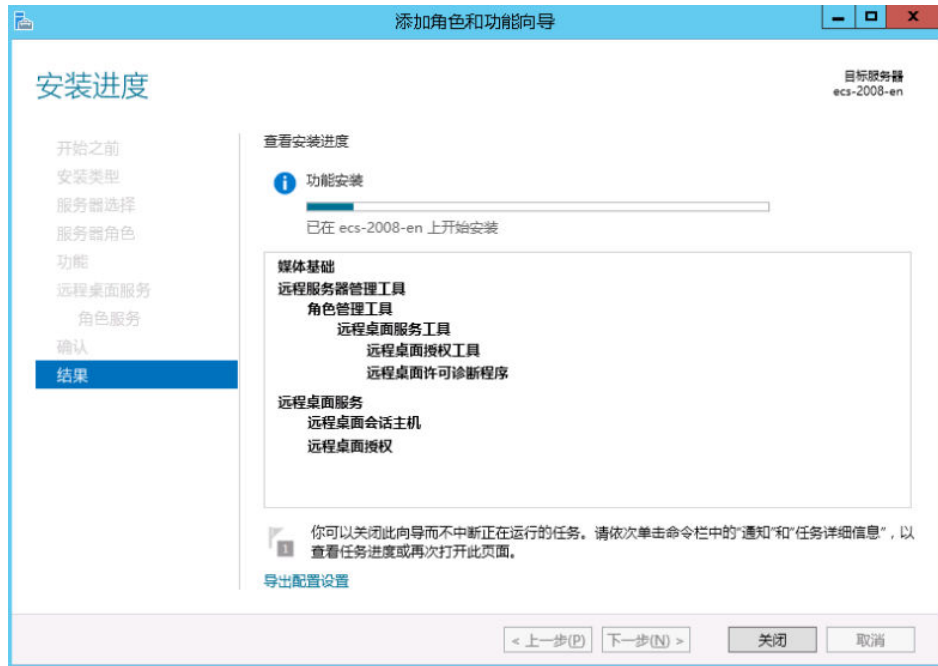 添加角色和功能向导
安装进度
目标服务器
ecs-2008-en
开始之前
安装类型
服务器选择
服务器角色
功能
远程桌面服务
角色服务
确认
结果
查看安装进度
功能安装
已在 ecs-2008-en 上开始安装
媒体基础
远程服务器管理工具
角色管理工具
远程桌面服务工具
远程桌面授权工具
远程桌面许可诊断程序
远程桌面服务
远程桌面会话主机
远程桌面授权
1
你可以关闭此向导而不中断正在运行的任务。请依次单击命令栏中的“通知”和“任务详细信息”，以
查看任务进度或再次打开此页面。
导出配置设置
< 上一步(P)
下一步(N) >
关闭
取消